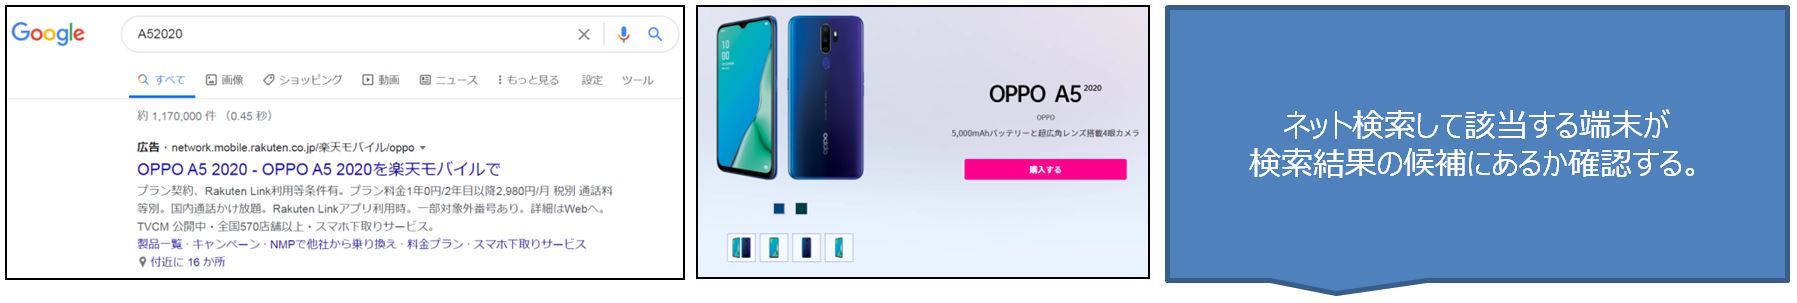 Google
A52020
すべて 画像 ショッピング 動画 ニュース もっと見る 設定 ツール
約 1,170,000 件 （0.45 秒）
広告・network.mobile.rakuten.co.jp/楽天モバイル/oppo
OPPO A5 2020 - OPPO A5 2020を楽天モバイルで
プラン契約、Rakuten Link利用等条件有。プラン料金1年0円/2年目以降2,980円/月 税別 通話料
等別。国内通話かけ放題。Rakuten Linkアプリ利用時。一部対象外番号あり。詳細はWebへ。
TVCM 公開中・全国570店舗以上・スマホ下取りサービス。
製品一覧・キャンペーン・NMPで他社から乗り換え・料金プラン・スマホ下取りサービス
付近に 16 か所
10
10
oppo
OPPO A5 2020
OPPO
5,000mAhバッテリーと超広角レンズ搭載4眼カメラ
購入する
ネット検索して該当する端末が
検索結果の候補にあるか確認する。